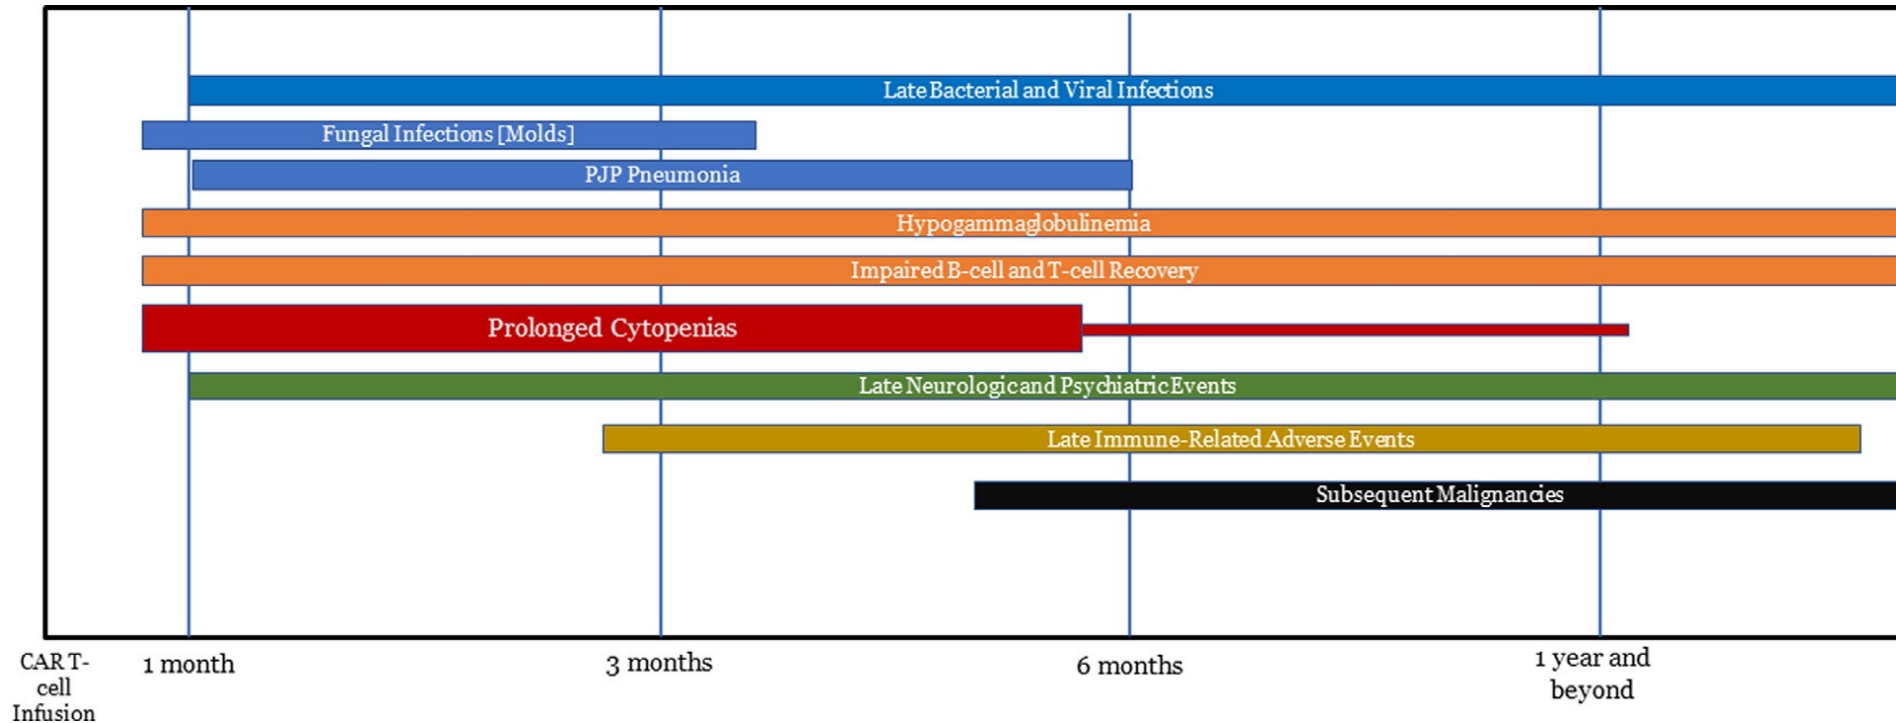 Late Bacterial and Viral Infections
Fungal Infections [Molds]
PJP Pneumonia
Hypogammaglobulinemia
Impaired B-cell and T-cell Recovery
Prolonged Cytopenias
Late Neurologic and Psychiatric Events
Late Immune-Related Adverse Events
Subsequent Malignancies
CAR T-
cell
Infusion
1 month
3 months
6 months
1 year and
beyond